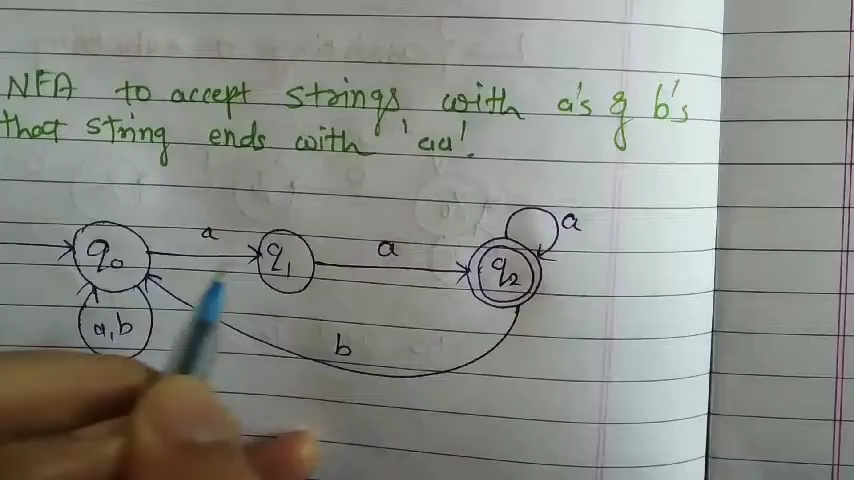 NFA to accept strings with a's & b's
that string ends with 'aa'.
a
a
a
q0
q1
q2
a,b
b